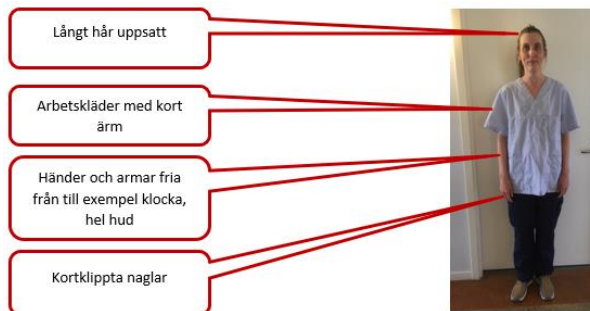 Långt hår uppsatt
Arbetskläder med kort
ärm
Händer och armar fria
från till exempel klocka,
hel hud
Kortklippta naglar